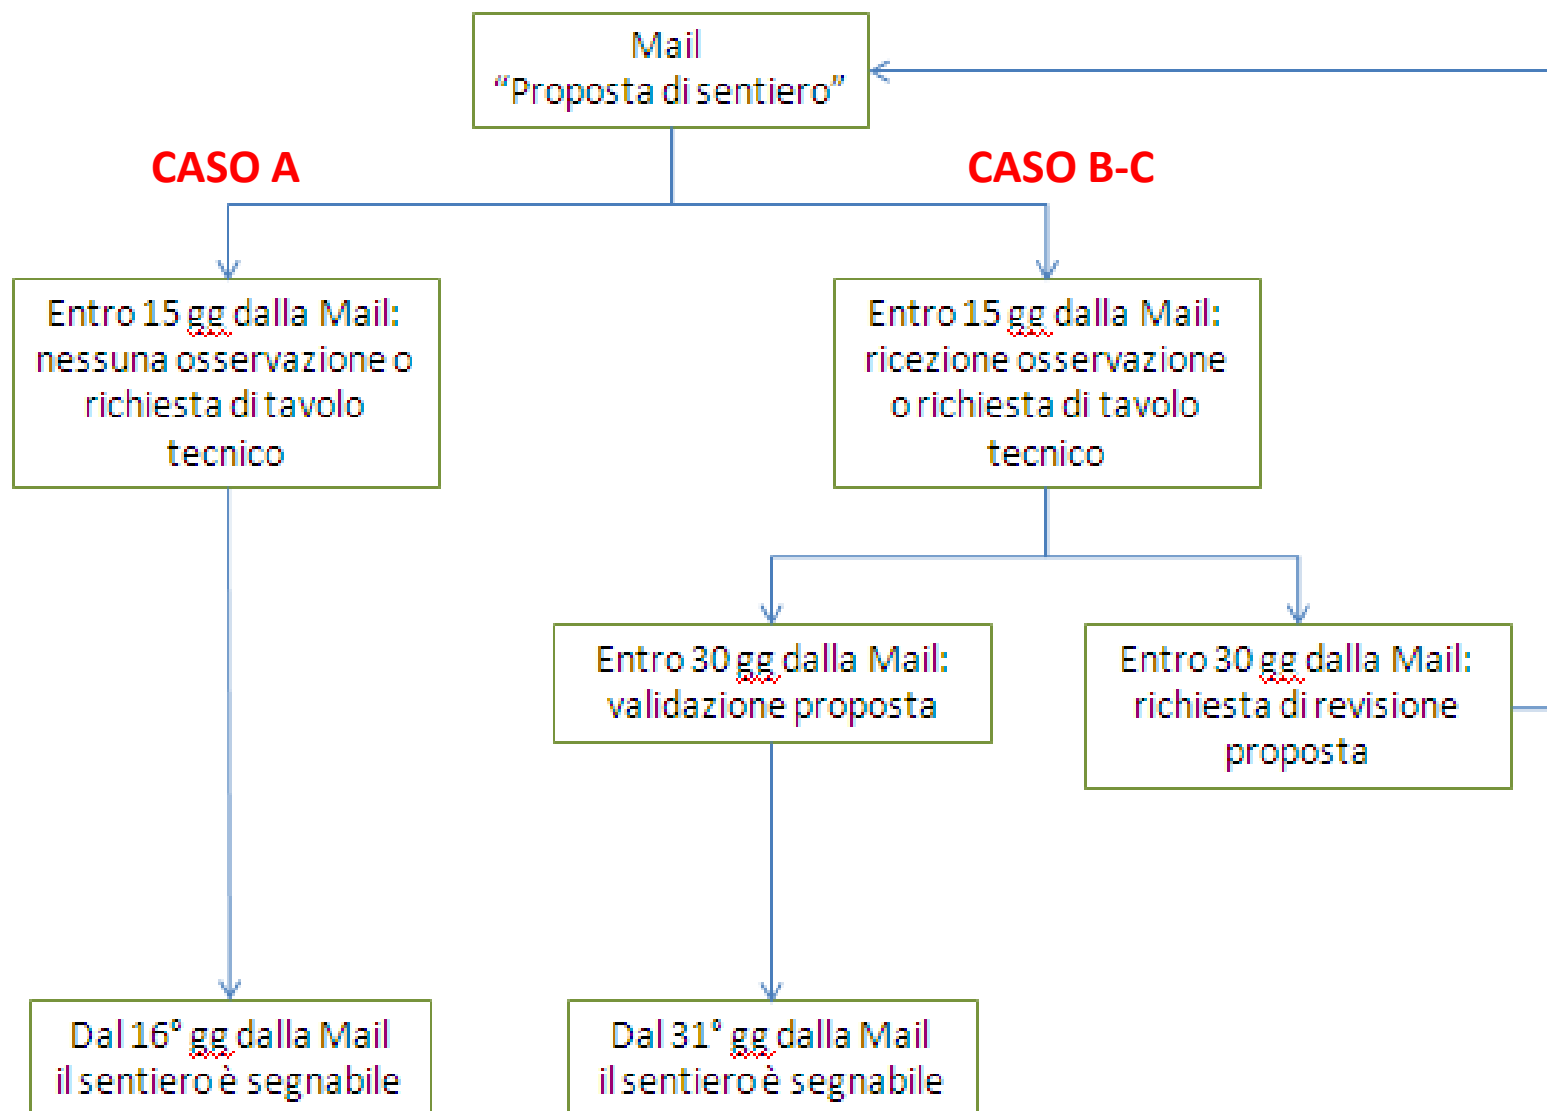 Mail
“Proposta di sentiero”
CASO A
CASO B-C
Entro 15 gg dalla Mail:
nessuna osservazione o
richiesta di tavolo
tecnico
Entro 15 gg dalla Mail:
ricezione osservazione
o richiesta di tavolo
tecnico
Entro 30 gg dalla Mail:
validazione proposta
Entro 30 gg dalla Mail:
richiesta di revisione
proposta
Dal 16° gg dalla Mail
il sentiero è segnabile
Dal 31° gg dalla Mail
il sentiero è segnabile